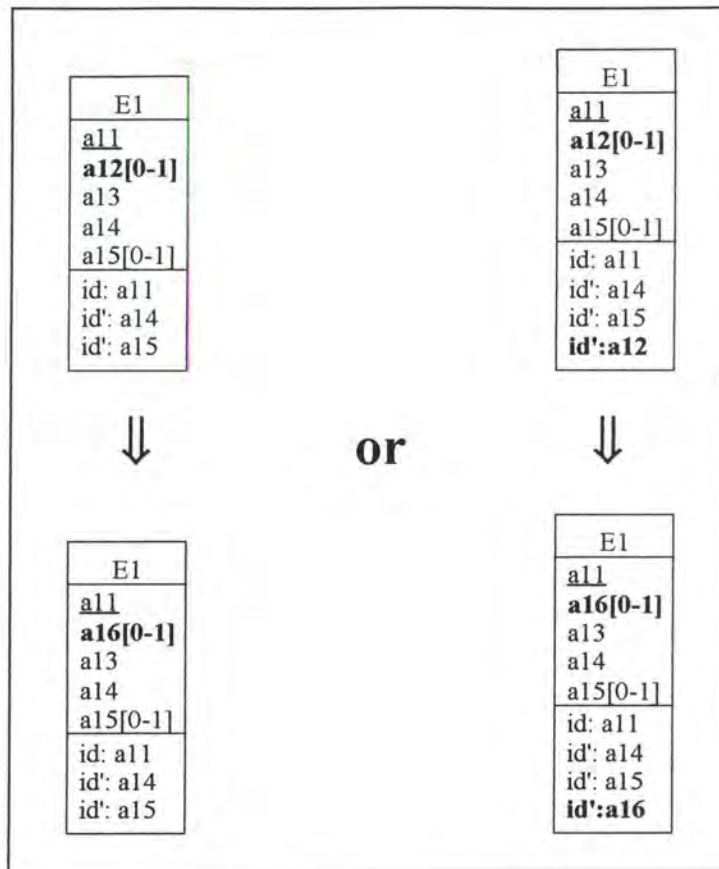 E1
a11
a12[0-1]
a13
a14
a15[0-1]
id: a11
id': a14
id': a15
⇓
E1
a11
a16[0-1]
a13
a14
a15[0-1]
id: a11
id': a14
id': a15
or
E1
a11
a12[0-1]
a13
a14
a15[0-1]
id: a11
id': a14
id': a15
id':a12
⇓
E1
a11
a16[0-1]
a13
a14
a15[0-1]
id: a11
id': a14
id': a15
id':a16